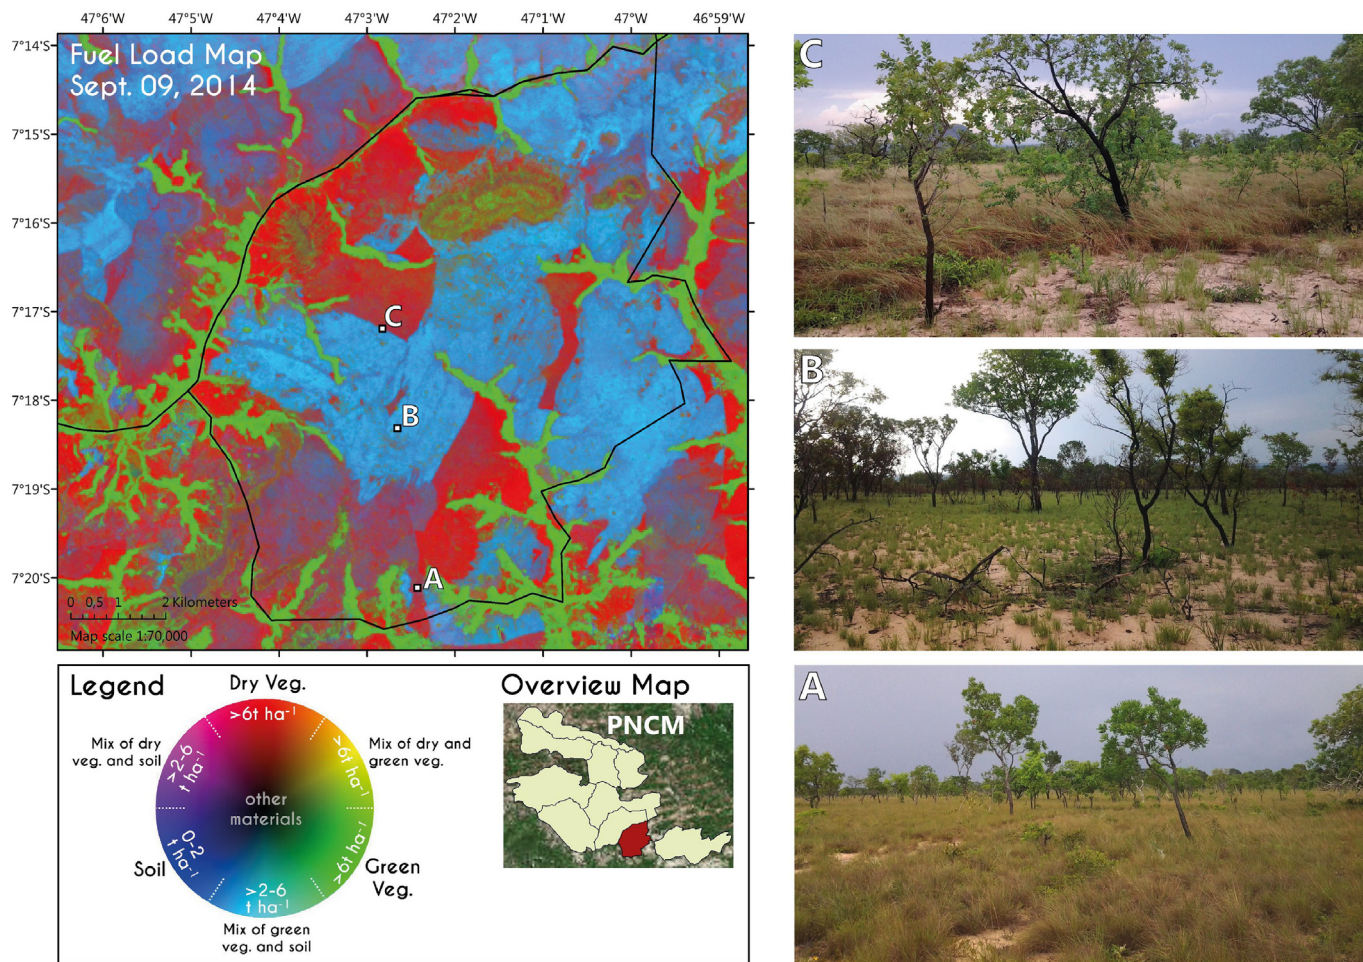 47°6'W 47°5'W 47°4'W 47°3'W 47°2'W 47°1'W 47°W 46°59'W
7°14'S
7°15'S
7°16'S
7°17'S
7°18'S
7°19'S
7°20'S
Fuel Load Map
Sept. 09, 2014
C
B
A
0 0,5 1 2 Kilometers
Map scale 1:70,000
Legend
Dry Veg.
>6t ha⁻¹
Mix of dry
veg. and soil
>2-6
t ha⁻¹
Mix of dry and
green veg.
>6t ha⁻¹
other
materials
Soil
0-2
t ha⁻¹
Green
Veg.
>6t ha⁻¹
>2-6
t ha⁻¹
Mix of green
veg. and soil
Overview Map
PNCM
C
B
A